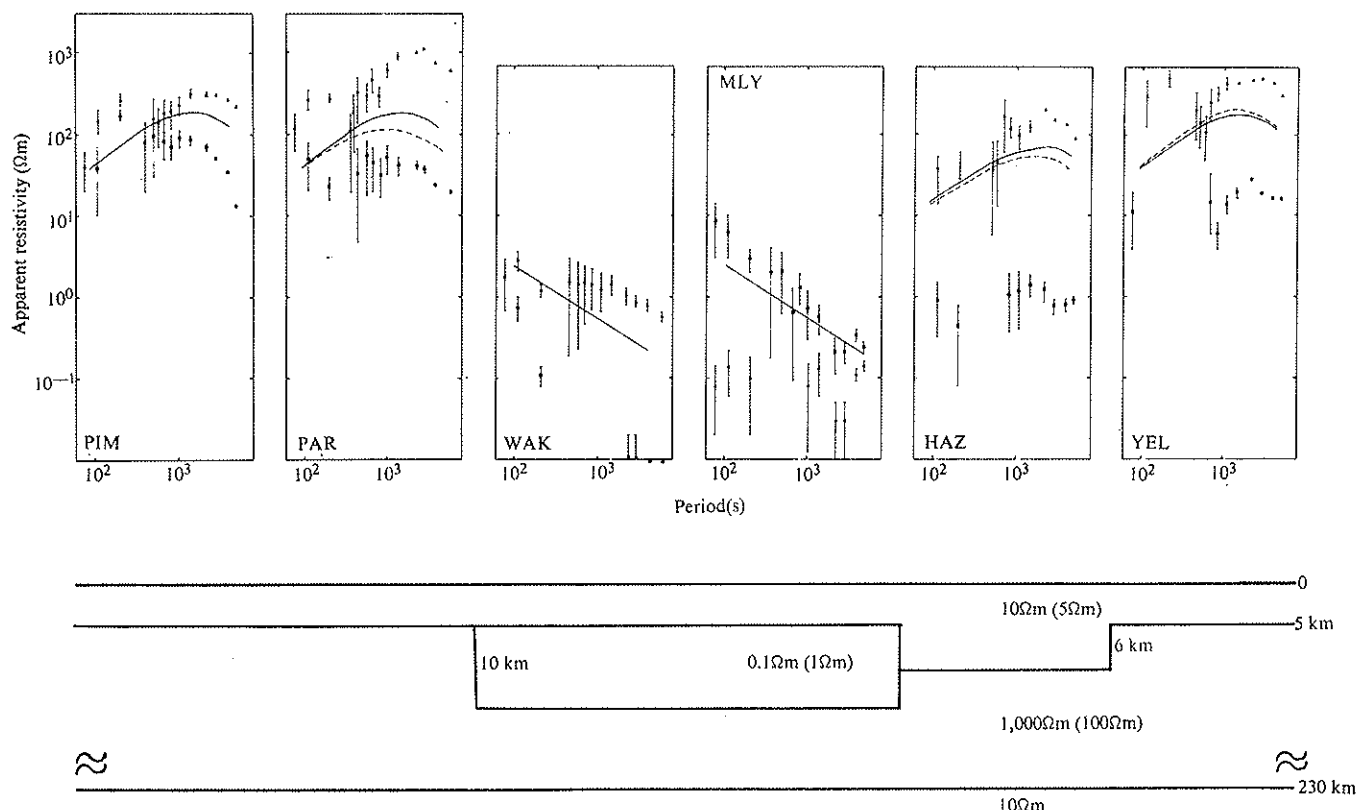 Apparent resistivity (Ωm)
10³
10²
10¹
10⁰
10⁻¹
PIM
PAR
WAK
MLY
HAZ
YEL
10² 10³
10² 10³
10² 10³
10² 10³
10² 10³
10² 10³
Period(s)
0
10Ωm (5Ωm)
5 km
10 km
0.1Ωm (1Ωm)
6 km
1,000Ωm (100Ωm)
≈ ≈
230 km
10Ωm